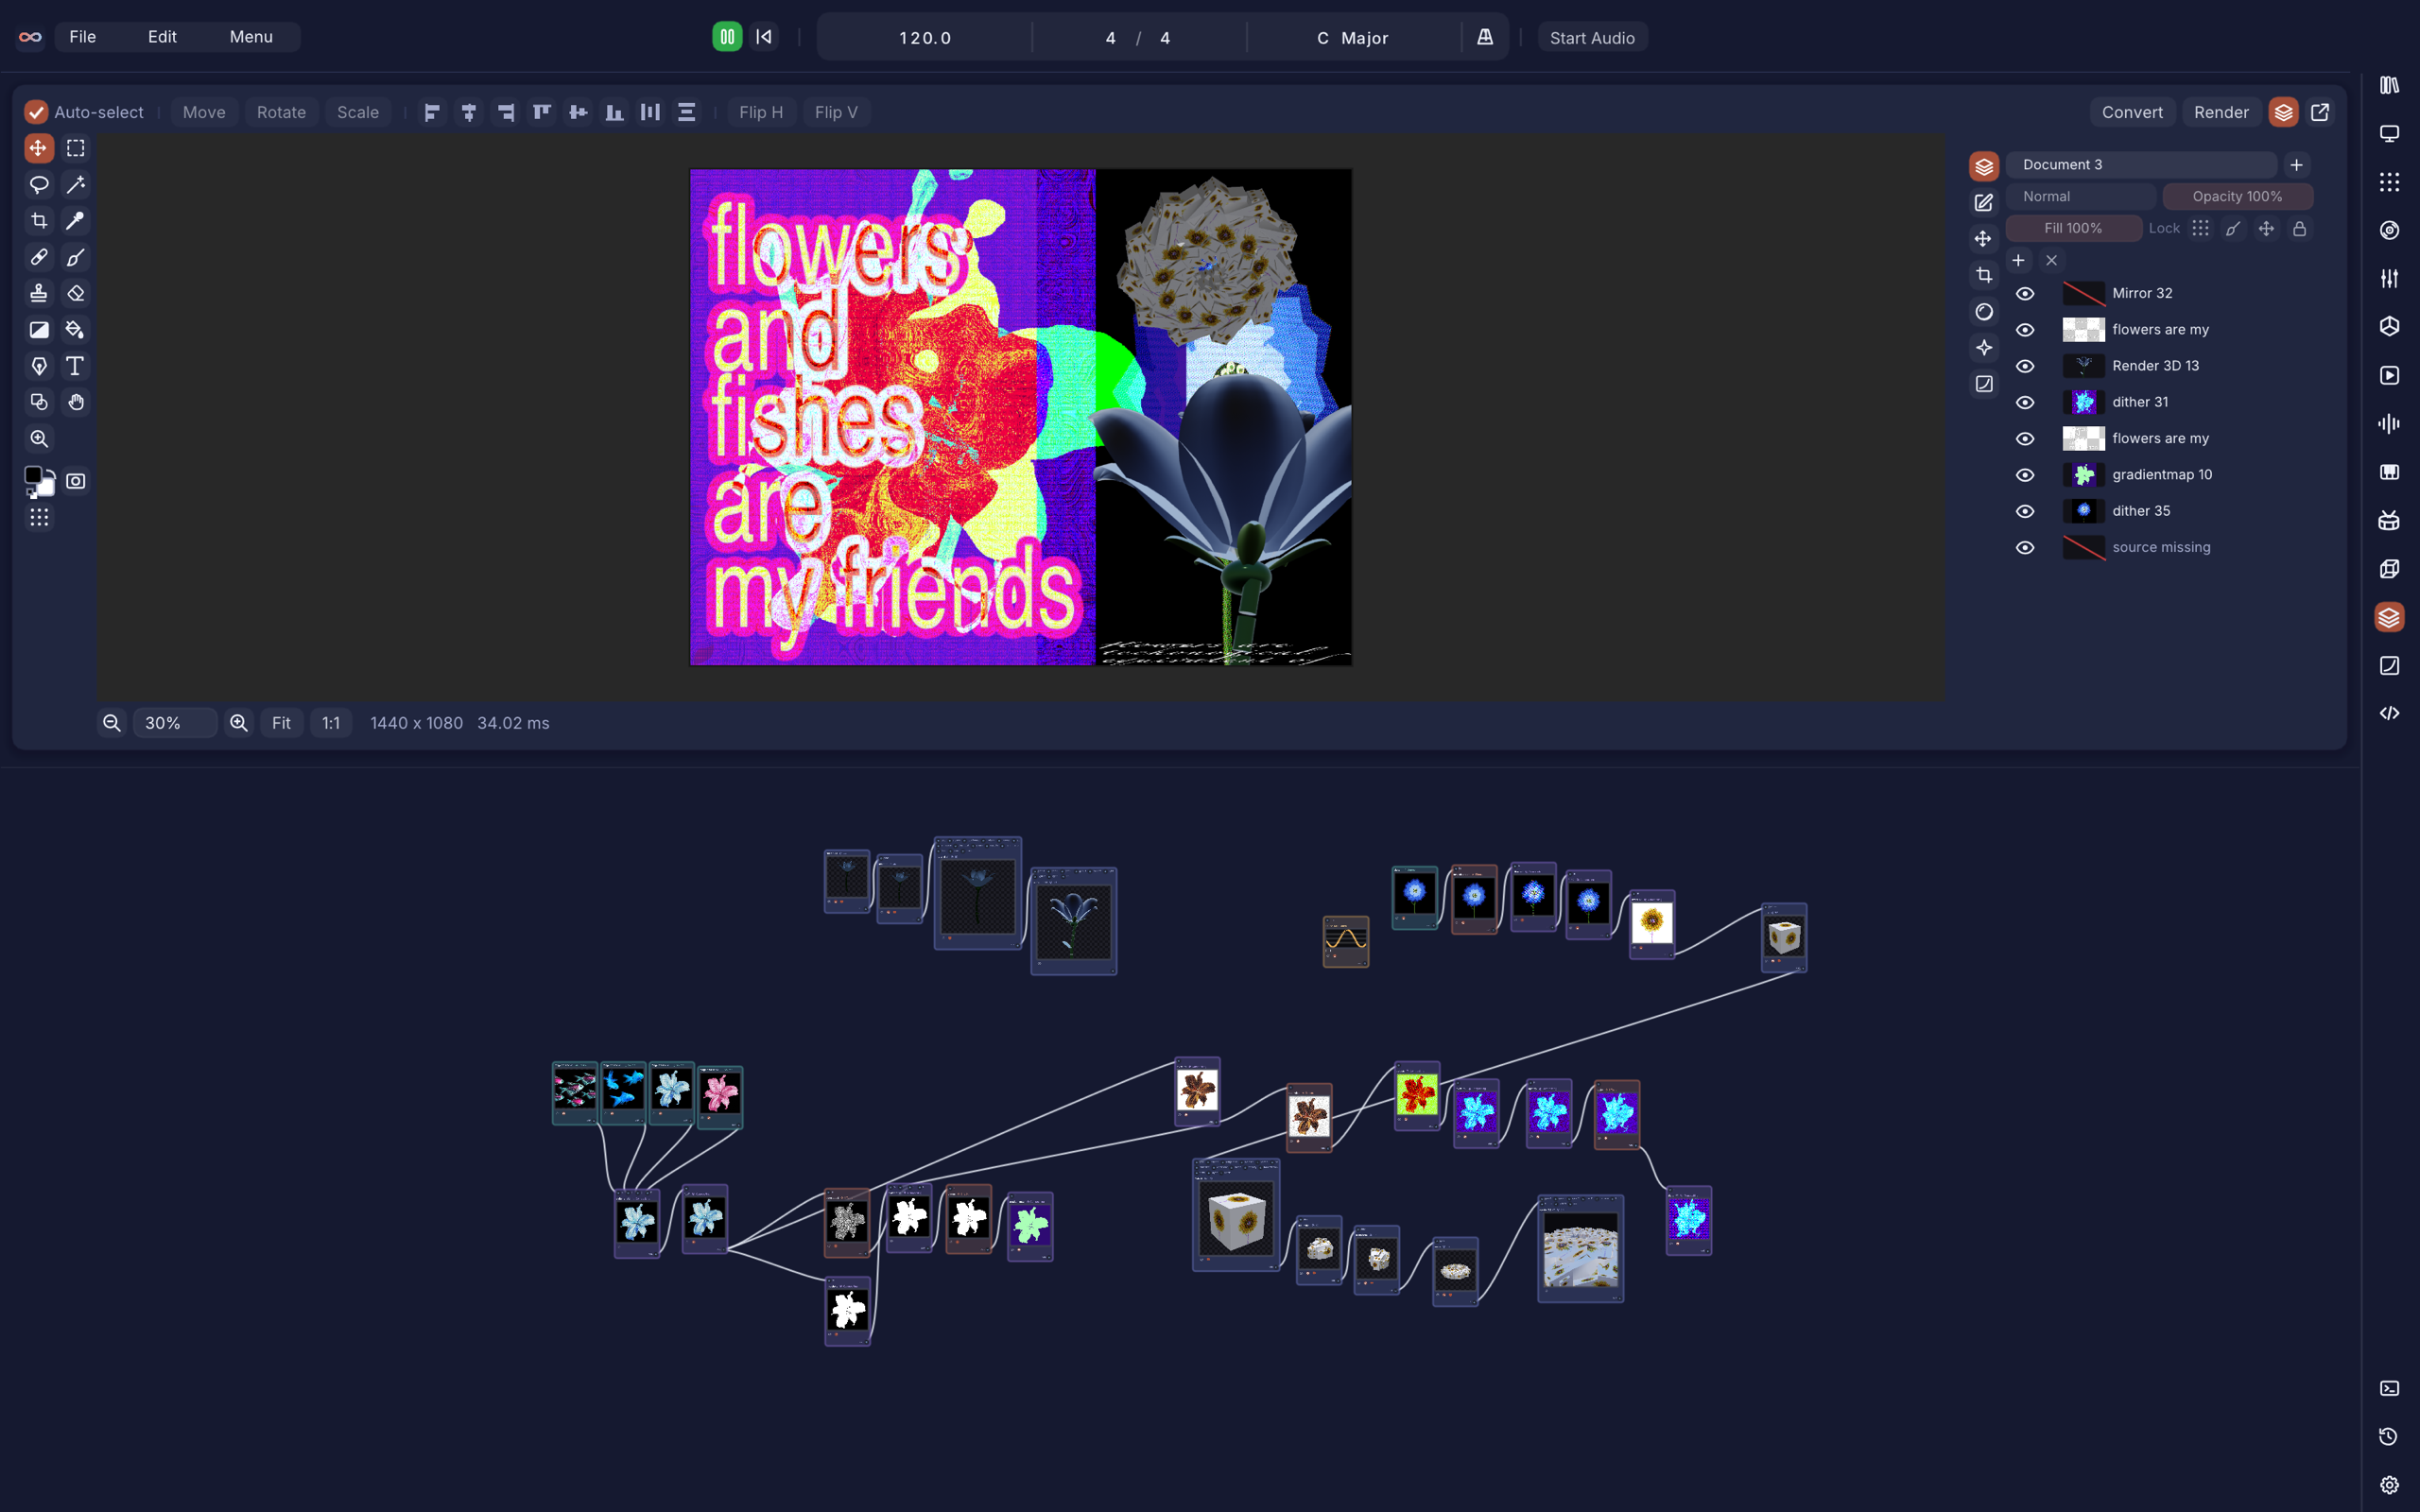 File Edit Menu
120.0 4 / 4 C Major Start Audio
Auto-select Move Rotate Scale Flip H Flip V Convert Render
Document 3
Normal Opacity 100%
Fill 100% Lock
Mirror 32
flowers are my
Render 3D 13
dither 31
flowers are my
gradientmap 10
dither 35
source missing
flowers
and
fishes
are
my friends
30% Fit 1:1 1440 x 1080 34.02 ms